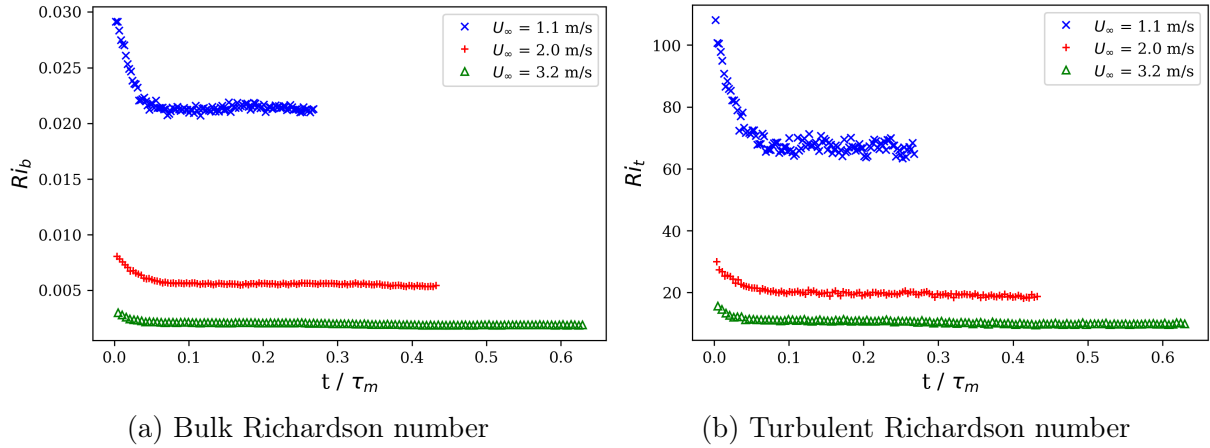 0.030
0.025
0.020
0.015
0.010
0.005
Ri_b
0.0 0.1 0.2 0.3 0.4 0.5 0.6
t / τ_m
U_∞ = 1.1 m/s
U_∞ = 2.0 m/s
U_∞ = 3.2 m/s
(a) Bulk Richardson number
100
80
60
40
20
Ri_t
0.0 0.1 0.2 0.3 0.4 0.5 0.6
t / τ_m
U_∞ = 1.1 m/s
U_∞ = 2.0 m/s
U_∞ = 3.2 m/s
(b) Turbulent Richardson number